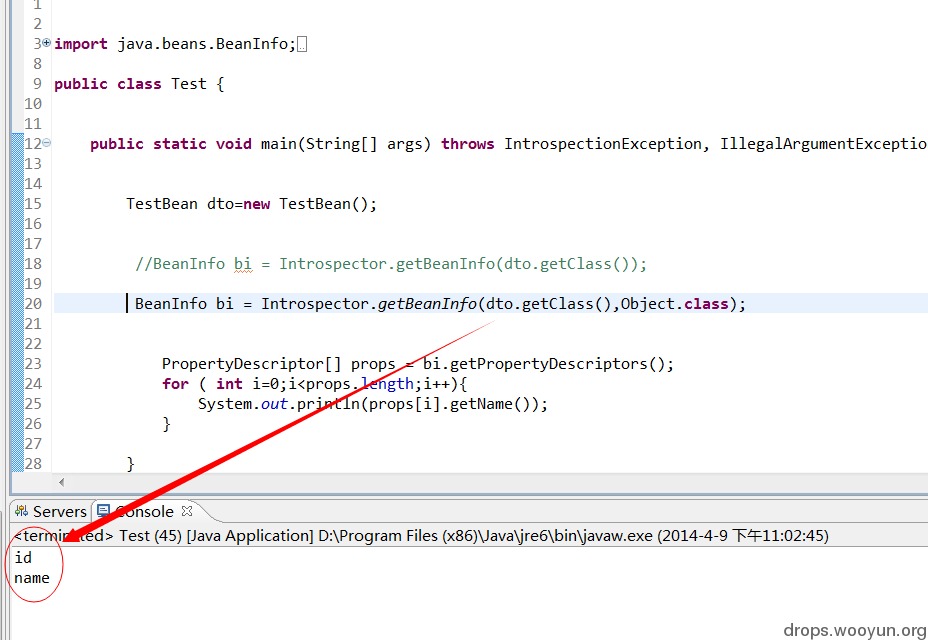 1
2
3 import java.beans.BeanInfo;
8
9 public class Test {
10
11
12 public static void main(String[] args) throws IntrospectionException, IllegalArgumentExceptio
13
14
15 TestBean dto=new TestBean();
16
17
18 //BeanInfo bi = Introspector.getBeanInfo(dto.getClass());
19
20 BeanInfo bi = Introspector.getBeanInfo(dto.getClass(),Object.class);
21
22
23 PropertyDescriptor[] props = bi.getPropertyDescriptors();
24 for ( int i=0;i<props.length;i++){
25 System.out.println(props[i].getName());
26 }
27
28 }
Servers Console
<terminated> Test (45) [Java Application] D:\Program Files (x86)\Java\jre6\bin\javaw.exe (2014-4-9 下午11:02:45)
id
name
drops.wooyun.org